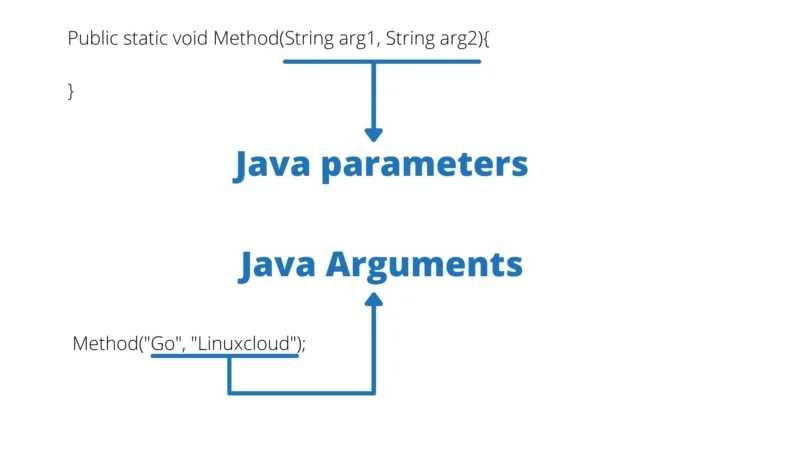 Public static void Method(String arg1, String arg2){
}
Java parameters
Java Arguments
Method("Go", "Linuxcloud");